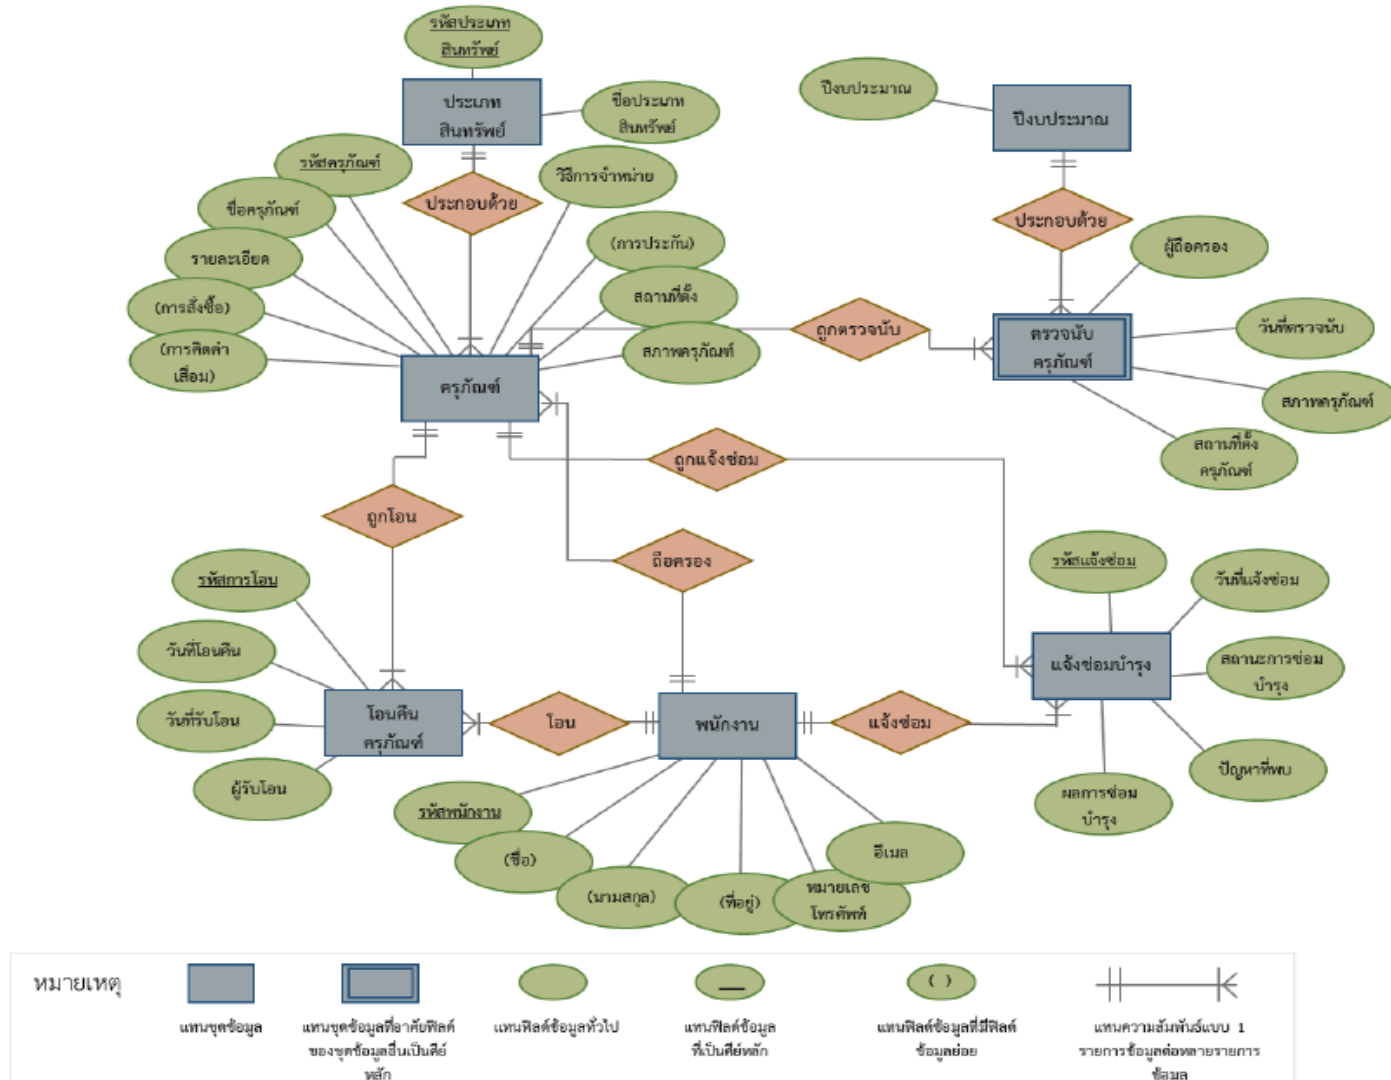 รหัสประเภท
สินทรัพย์
ประเภท
สินทรัพย์
ชื่อประเภท
สินทรัพย์
ปีงบประมาณ
ปีงบประมาณ
รหัสครุภัณฑ์
วิธีการจำหน่าย
ชื่อครุภัณฑ์
ประกอบด้วย
ประกอบด้วย
รายละเอียด
(การประกัน)
ผู้ถือครอง
(การสั่งซื้อ)
สถานที่ตั้ง
ถูกตรวจนับ
ตรวจนับ
ครุภัณฑ์
วันที่ตรวจนับ
(การคิดค่า
เสื่อม)
สภาพครุภัณฑ์
ครุภัณฑ์
สภาพครุภัณฑ์
สถานที่ตั้ง
ครุภัณฑ์
ถูกแจ้งซ่อม
ถูกโอน
ถือครอง
รหัสแจ้งซ่อม
วันที่แจ้งซ่อม
รหัสการโอน
วันที่โอนคืน
แจ้งซ่อมบำรุง
สถานะการซ่อม
บำรุง
วันที่รับโอน
โอนคืน
ครุภัณฑ์
โอน
พนักงาน
แจ้งซ่อม
ผู้รับโอน
ปัญหาที่พบ
ผลการซ่อม
บำรุง
รหัสพนักงาน
(ชื่อ)
(นามสกุล)
(ที่อยู่)
หมายเลข
โทรศัพท์
อีเมล
หมายเหตุ
( )
แทนชุดข้อมูล
แทนชุดข้อมูลที่อาศัยฟิลด์
ของชุดข้อมูลอื่นเป็นคีย์
หลัก
แทนฟิลด์ข้อมูลทั่วไป
แทนฟิลด์ข้อมูล
ที่เป็นคีย์หลัก
แทนฟิลด์ข้อมูลที่มีฟิลด์
ข้อมูลย่อย
แทนความสัมพันธ์แบบ 1
รายการข้อมูลต่อหลายรายการ
ข้อมูล